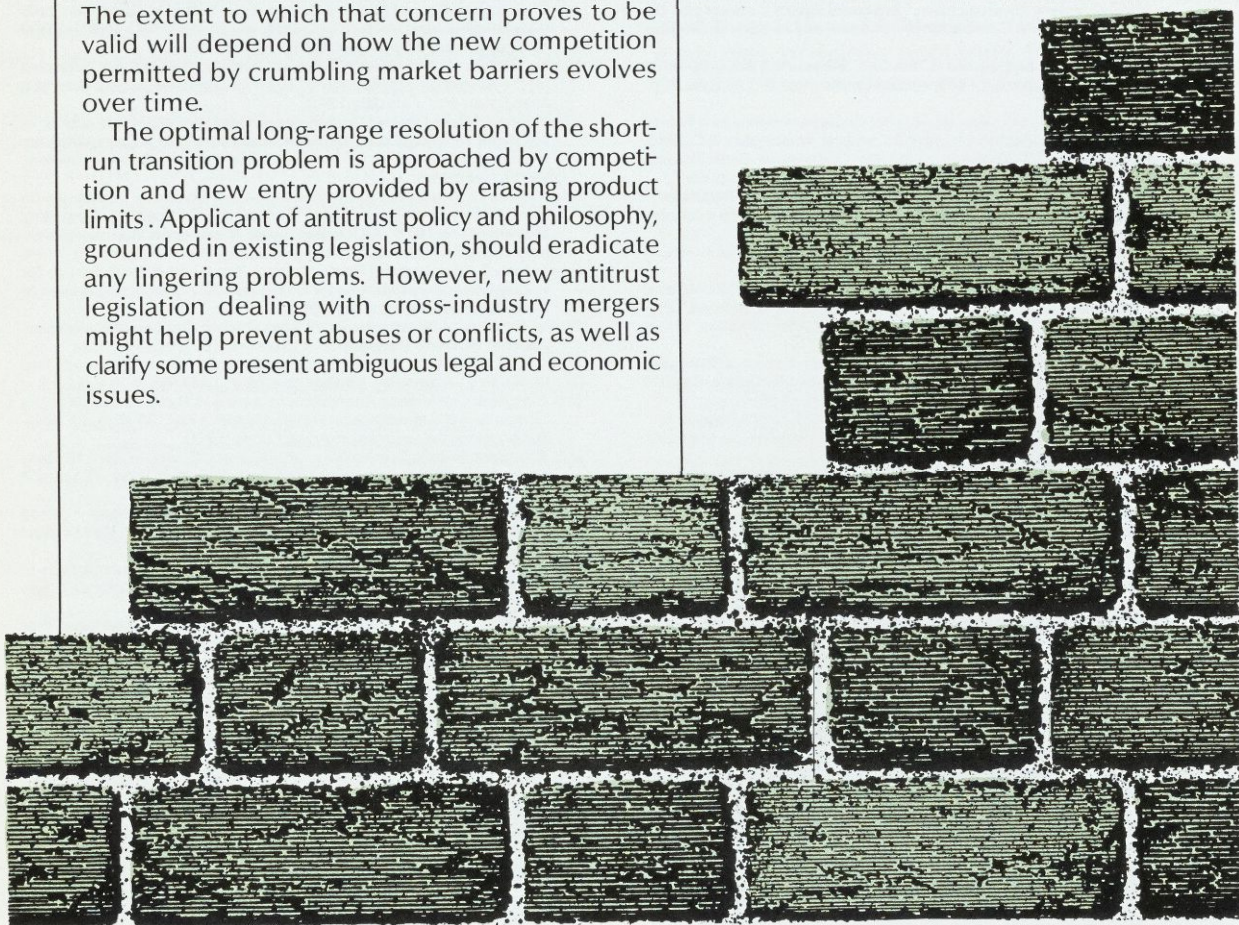 The extent to which that concern proves to be
valid will depend on how the new competition
permitted by crumbling market barriers evolves
over time.
The optimal long-range resolution of the short-
run transition problem is approached by competi-
tion and new entry provided by erasing product
limits . Applicant of antitrust policy and philosophy,
grounded in existing legislation, should eradicate
any lingering problems. However, new antitrust
legislation dealing with cross-industry mergers
might help prevent abuses or conflicts, as well as
clarify some present ambiguous legal and economic
issues.